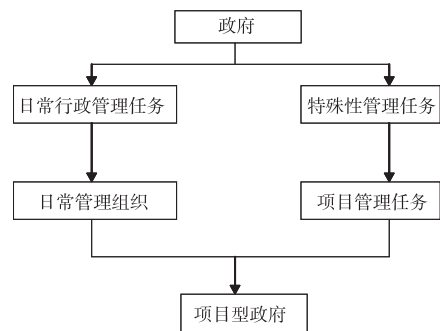 政府
日常行政管理任务
特殊性管理任务
日常管理组织
项目管理任务
项目型政府